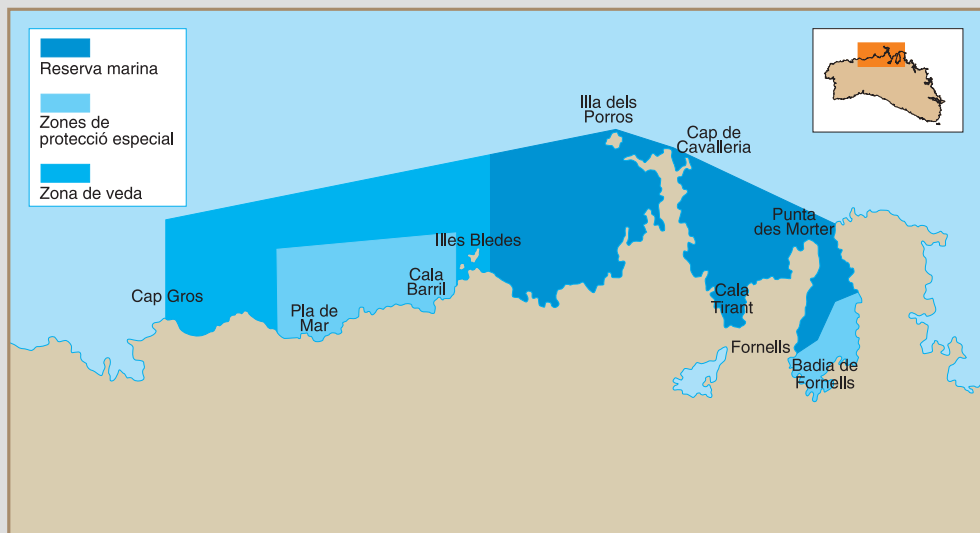 Reserva marina
Zones de
protecció especial
Zona de veda
Illa dels
Porros
Cap de
Cavalleria
Punta
des Morter
Illes Bledes
Cala
Barril
Cap Gros
Pla de
Mar
Cala
Tirant
Fornells
Badia de
Fornells